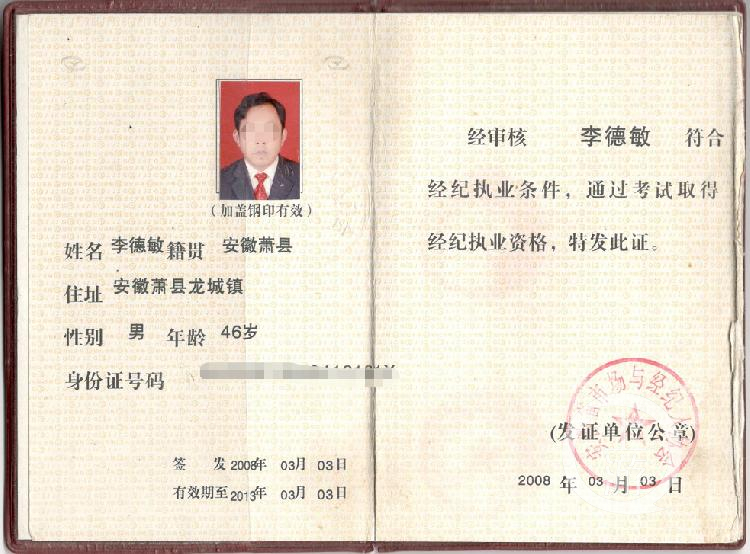 (加盖钢印有效)
姓名 李德敏 籍贯 安徽萧县
住址 安徽萧县龙城镇
性别 男 年龄 46岁
身份证号码
签 发 2008年 03月 03日
有效期至 2013年 03月 03日
经审核 李德敏 符合
经纪执业条件，通过考试取得
经纪执业资格，特发此证。
(发证单位公章)
2008 年 03 月 03 日